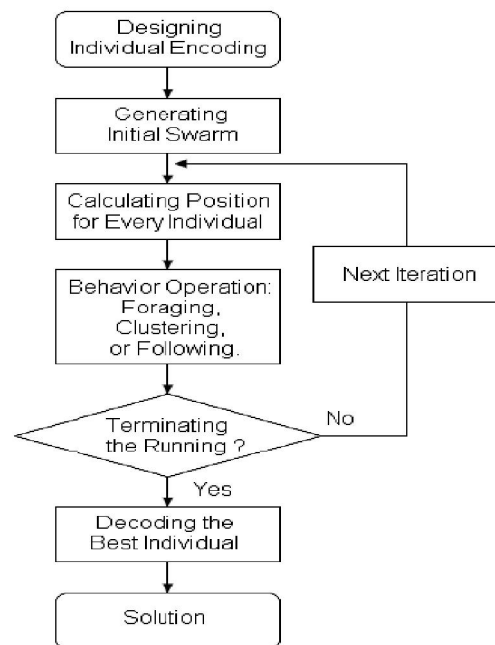 Designing
Individual Encoding
Generating
Initial Swarm
Calculating Position
for Every Individual
Next Iteration
Behavior Operation:
Foraging,
Clustering,
or Following.
Terminating
the Running ?
No
Yes
Decoding the
Best Individual
Solution